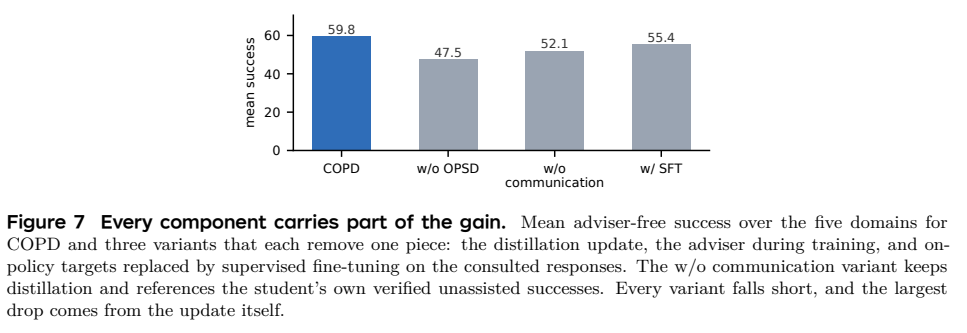 mean success
60
40
20
0
59.8
47.5
52.1
55.4
COPD
w/o OPSD
w/o
communication
w/ SFT
Figure 7 Every component carries part of the gain. Mean adviser-free success over the five domains for
COPD and three variants that each remove one piece: the distillation update, the adviser during training, and on-
policy targets replaced by supervised fine-tuning on the consulted responses. The w/o communication variant keeps
distillation and references the student's own verified unassisted successes. Every variant falls short, and the largest
drop comes from the update itself.